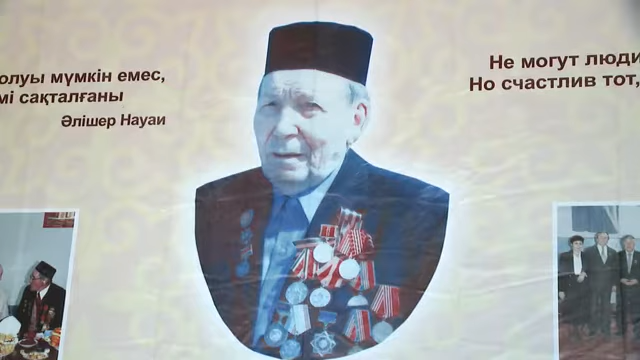 олуы мүмкін емес,
мі сақталғаны
Әлішер Науаи
Не могут люди
Но счастлив тот,